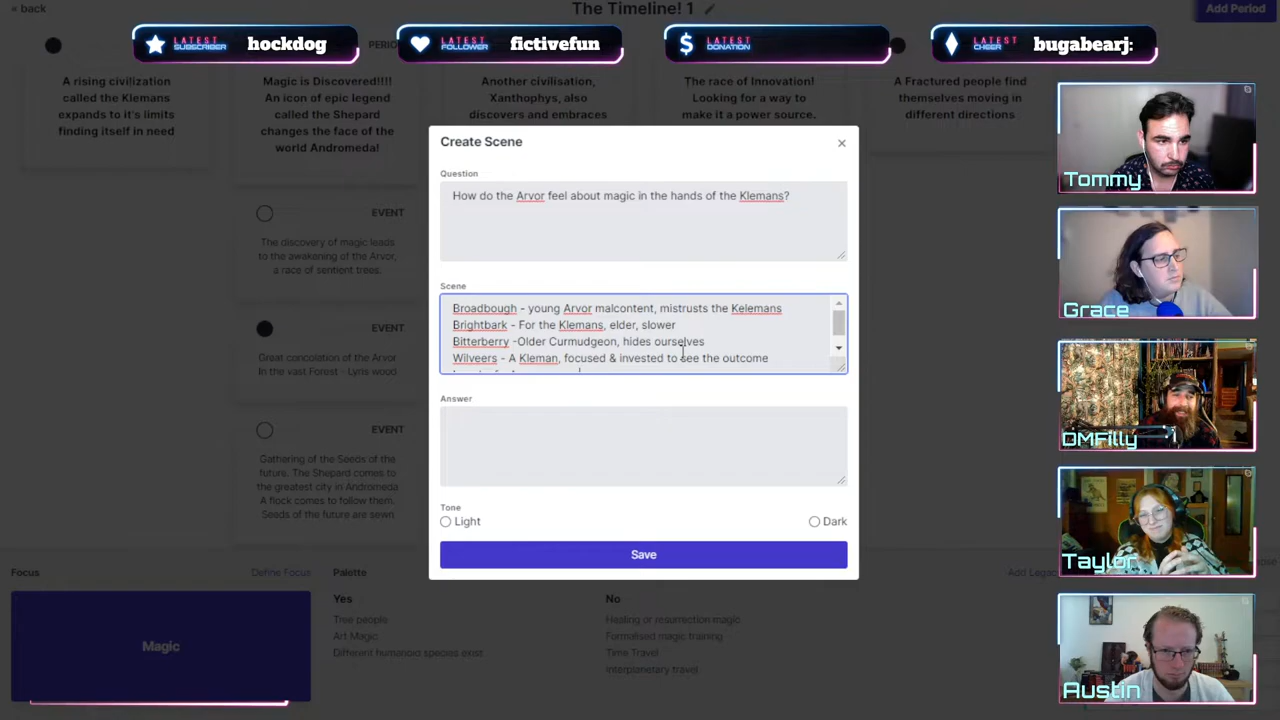 « back
The Timeline! 1
Add Period
LATEST SUBSCRIBER hockdog
LATEST FOLLOWER fictivefun
LATEST DONATION
LATEST CHEER bugabearj:
A rising civilization
called the Klemans
expands to it's limits
finding itself in need
Magic is Discovered!!!!
An icon of epic legend
called the Shepard
changes the face of the
world Andromeda!
Another civilisation,
Xanthophys, also
discovers and embraces
The race of Innovation!
Looking for a way to
make it a power source.
A Fractured people find
themselves moving in
different directions
EVENT
The discovery of magic leads
to the awakening of the Arvor,
a race of sentient trees.
EVENT
Great concolation of the Arvor
In the vast Forest - Lyris wood
EVENT
Gathering of the Seeds of the
future. The Shepard comes to
the greatest city in Andromeda
A flock comes to follow them.
Seeds of the future are sewn
Create Scene
×
Question
How do the Arvor feel about magic in the hands of the Klemans?
Scene
Broadbough - young Arvor malcontent, mistrusts the Kelemans
Brightbark - For the Klemans, elder, slower
Bitterberry -Older Curmudgeon, hides ourselves
Wilveers - A Kleman, focused & invested to see the outcome
Answer
Tone
Light
Dark
Save
Focus
Define Focus
Magic
Palette
Yes
Tree people
Art Magic
Different humanoid species exist
No
Healing or resurrection magic
Formalised magic training
Time Travel
Interplanetary travel
Add Legac
Tommy
Grace
DMFilly
Taylor
Austin